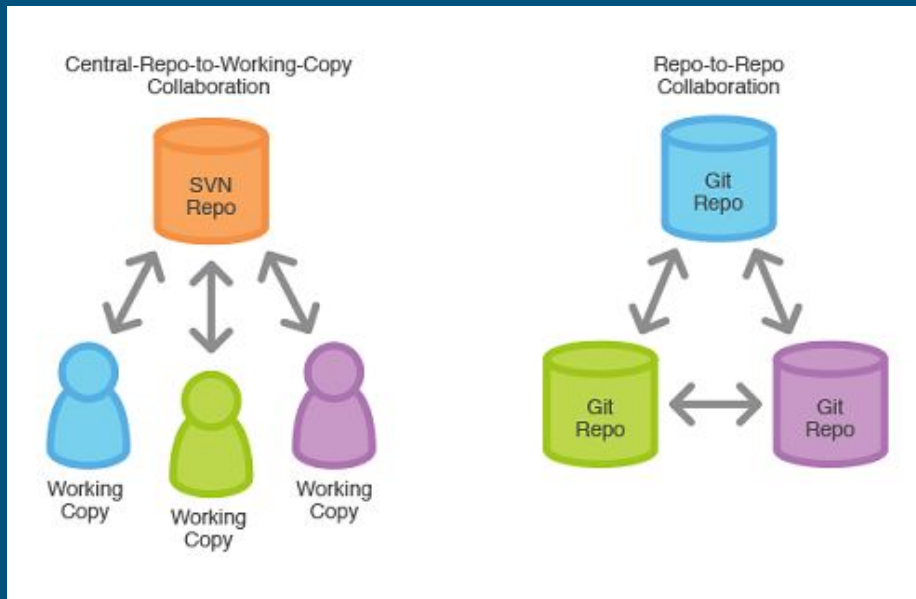 Central-Repo-to-Working-Copy
Collaboration
SVN
Repo
Working
Copy
Working
Copy
Working
Copy
Repo-to-Repo
Collaboration
Git
Repo
Git
Repo
Git
Repo